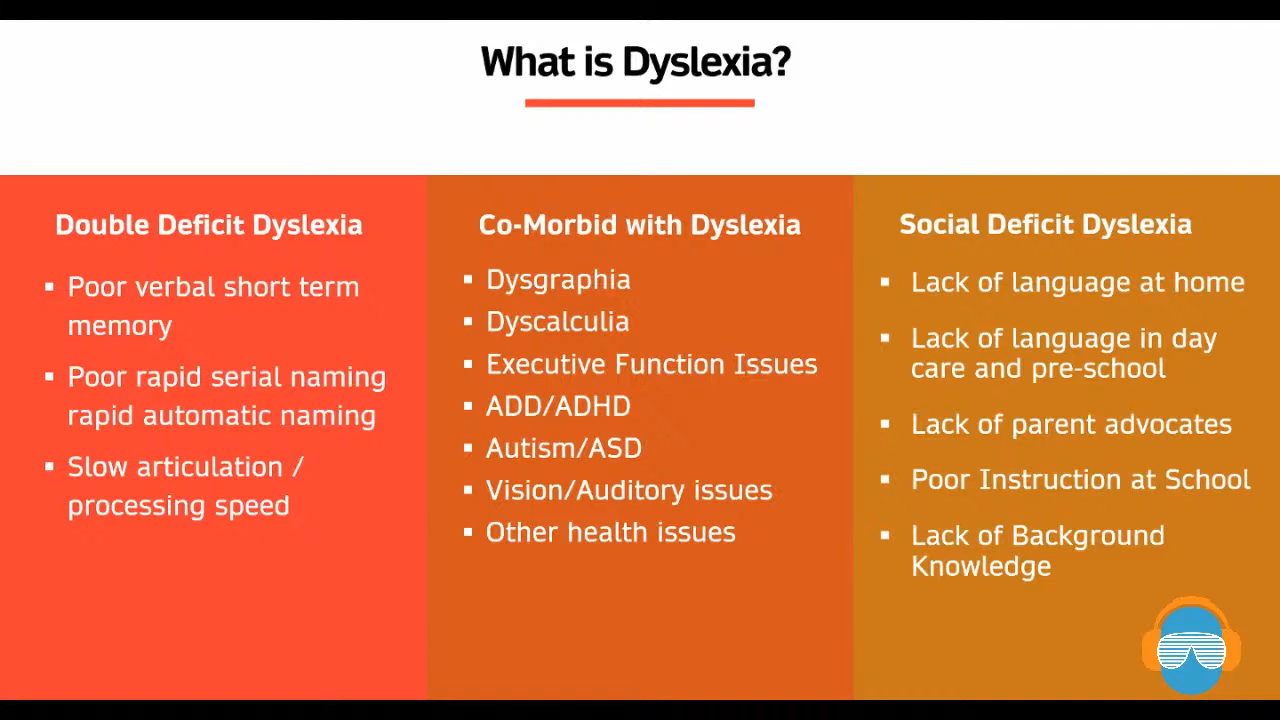 What is Dyslexia?
Double Deficit Dyslexia
▪ Poor verbal short term
memory
▪ Poor rapid serial naming
rapid automatic naming
▪ Slow articulation /
processing speed
Co-Morbid with Dyslexia
▪ Dysgraphia
▪ Dyscalculia
▪ Executive Function Issues
▪ ADD/ADHD
▪ Autism/ASD
▪ Vision/Auditory issues
▪ Other health issues
Social Deficit Dyslexia
▪ Lack of language at home
▪ Lack of language in day
care and pre-school
▪ Lack of parent advocates
▪ Poor Instruction at School
▪ Lack of Background
Knowledge